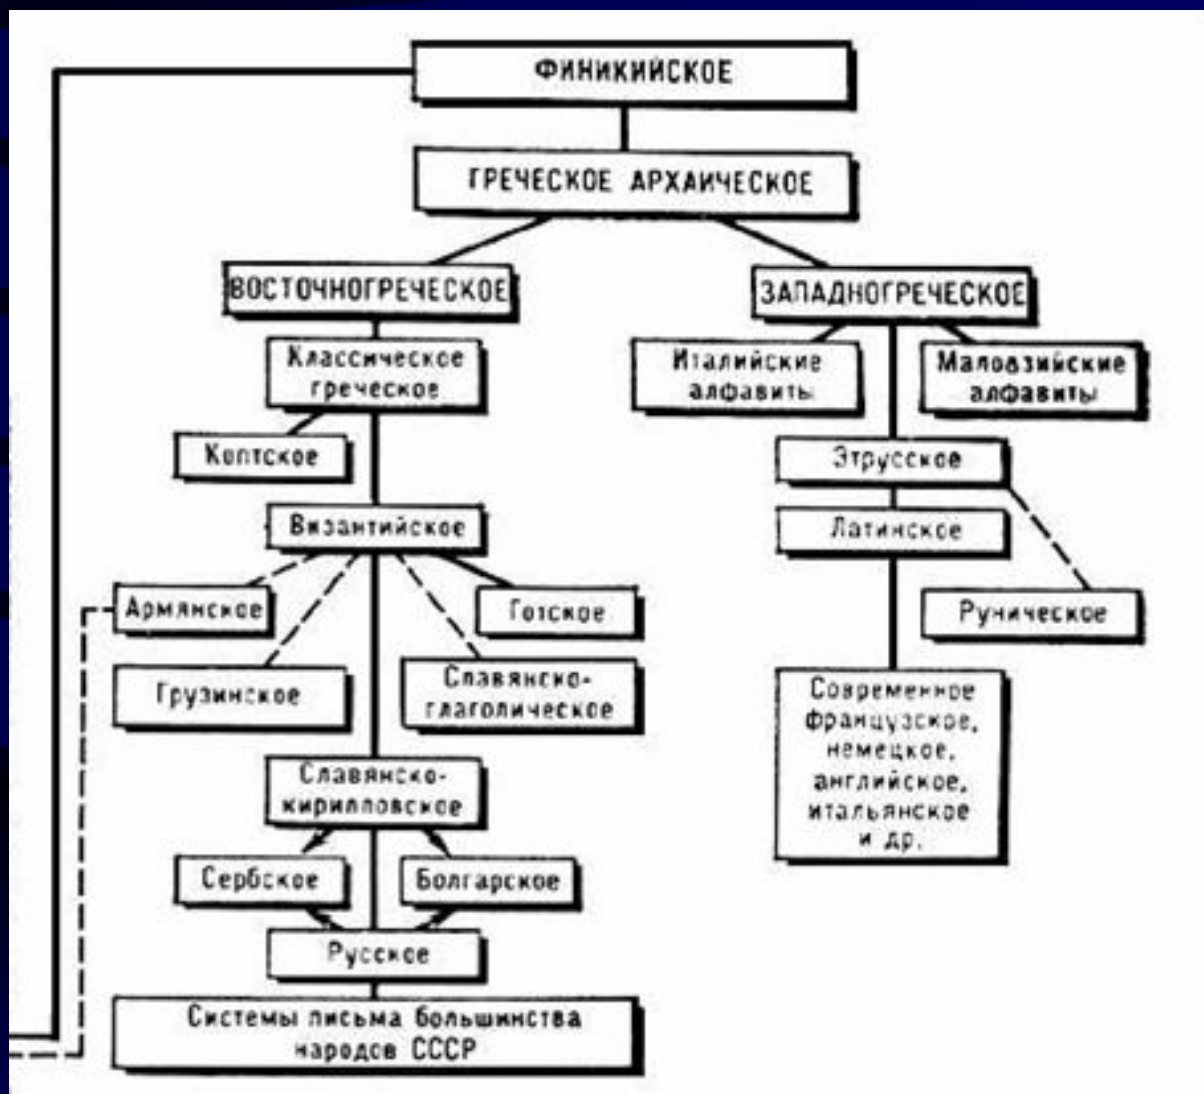 ФИНИКИЙСКОЕ
ГРЕЧЕСКОЕ АРХАИЧЕСКОЕ
ВОСТОЧНОГРЕЧЕСКОЕ
ЗАПАДНОГРЕЧЕСКОЕ
Классическое
греческое
Италийские
алфавиты
Малоазийские
алфавиты
Коптское
Этрусское
Византийское
Латинское
Армянское
Готское
Руническое
Грузинское
Славянско-
глаголическое
Современное
французское,
немецкое,
английское,
итальянское
и др.
Славянско-
кирилловское
Сербское
Болгарское
Русское
Системы письма большинства
народов СССР